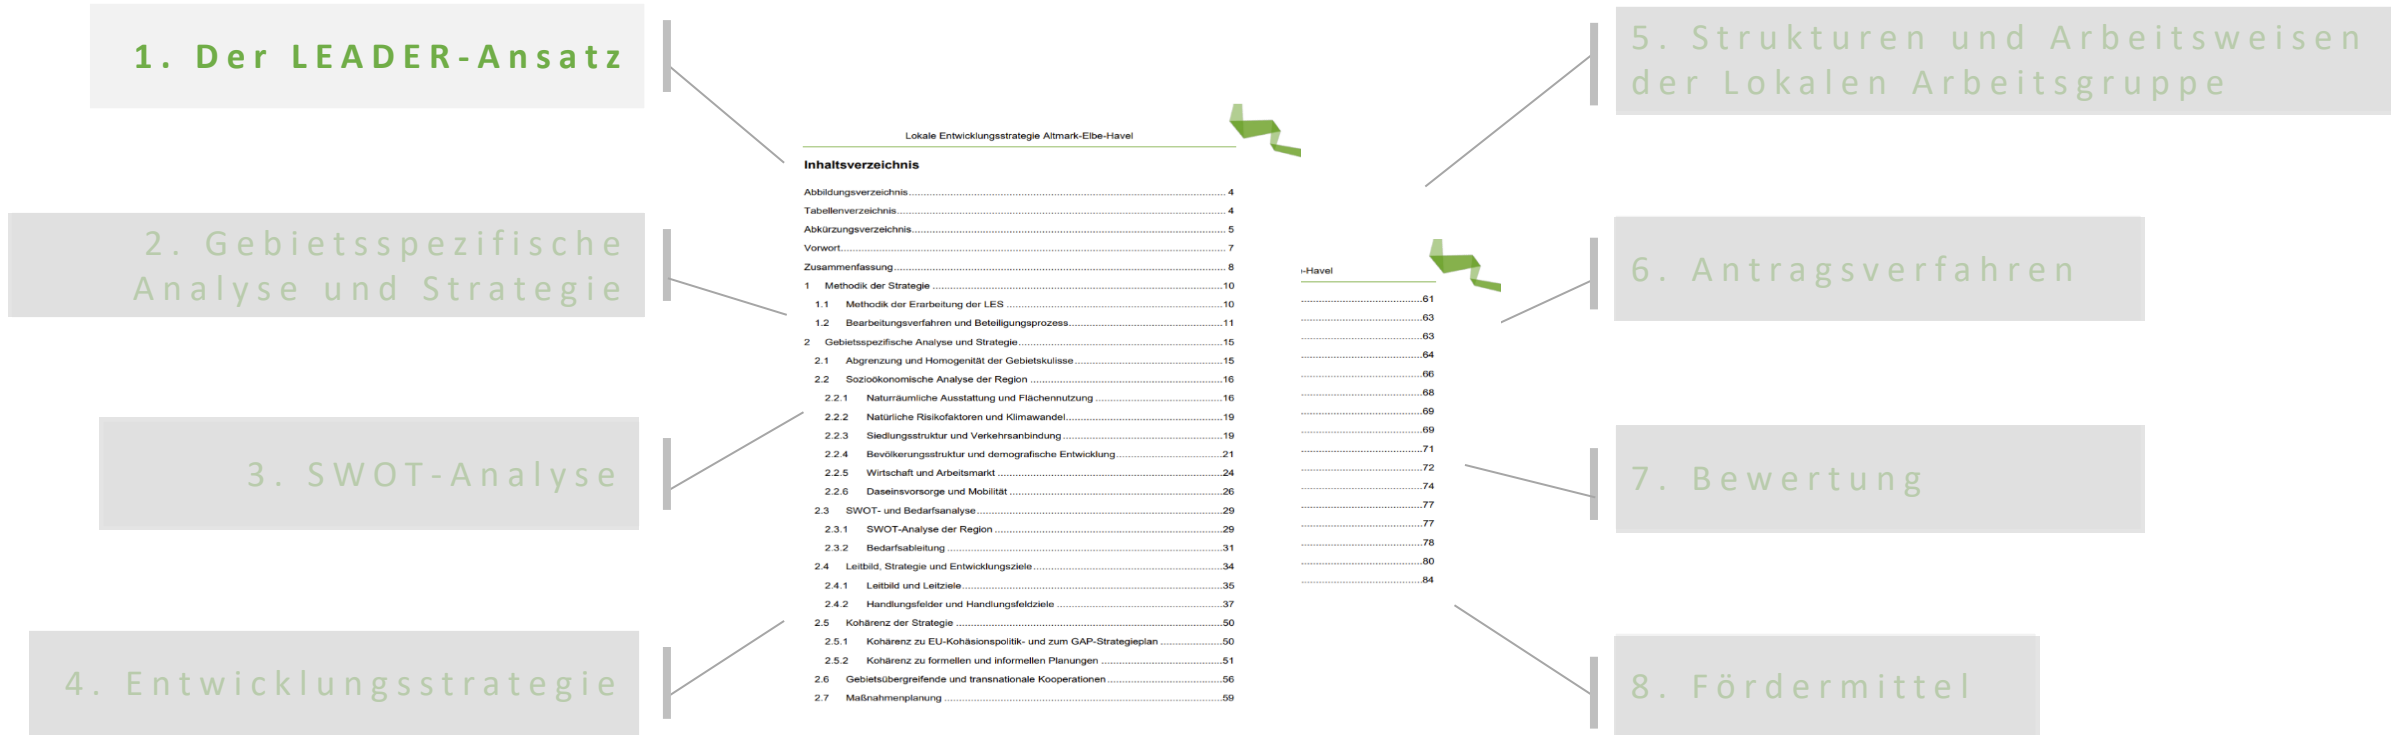 1. Der LEADER-Ansatz
2. Gebietsspezifische
Analyse und Strategie
3. SWOT-Analyse
4. Entwicklungsstrategie
Lokale Entwicklungsstrategie Altmark-Elbe-Havel
Inhaltsverzeichnis
Abbildungsverzeichnis 4
Tabellenverzeichnis 4
Abkürzungsverzeichnis 5
Vorwort 7
Zusammenfassung 8
1 Methodik der Strategie 10
1.1 Methodik der Erarbeitung der LES 10
1.2 Bearbeitungsverfahren und Beteiligungsprozess 11
2 Gebietsspezifische Analyse und Strategie 15
2.1 Abgrenzung und Homogenität der Gebietskulisse 15
2.2 Sozioökonomische Analyse der Region 16
2.2.1 Naturräumliche Ausstattung und Flächennutzung 16
2.2.2 Natürliche Risikofaktoren und Klimawandel 19
2.2.3 Siedlungsstruktur und Verkehrsanbindung 19
2.2.4 Bevölkerungsstruktur und demografische Entwicklung 21
2.2.5 Wirtschaft und Arbeitsmarkt 24
2.2.6 Daseinsvorsorge und Mobilität 26
2.3 SWOT- und Bedarfsanalyse 29
2.3.1 SWOT-Analyse der Region 29
2.3.2 Bedarfsableitung 31
2.4 Leitbild, Strategie und Entwicklungsziele 34
2.4.1 Leitbild und Leitziele 35
2.4.2 Handlungsfelder und Handlungsfeldziele 37
2.5 Kohärenz der Strategie 50
2.5.1 Kohärenz zu EU-Kohäsionspolitik- und zum GAP-Strategieplan 50
2.5.2 Kohärenz zu formellen und informellen Planungen 51
2.6 Gebietsübergreifende und transnationale Kooperationen 56
2.7 Maßnahmenplanung 59
-Havel
61
63
63
64
66
68
69
69
71
72
74
77
77
78
80
84
5. Strukturen und Arbeitsweisen
der Lokalen Arbeitsgruppe
6. Antragsverfahren
7. Bewertung
8. Fördermittel